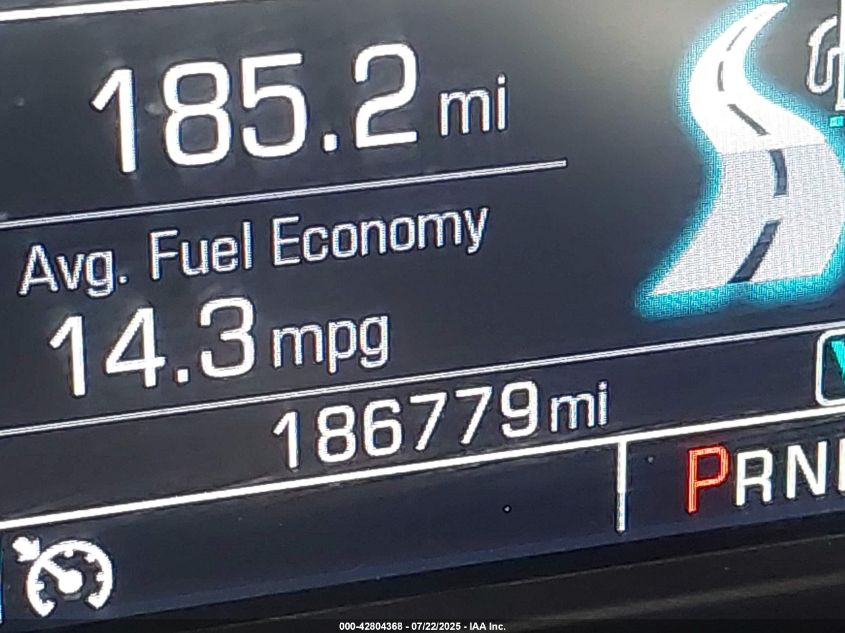 185.2 mi
Avg. Fuel Economy
14.3 mpg
186779 mi
PRN
000-42804368 - 07/22/2025 - IAA Inc.